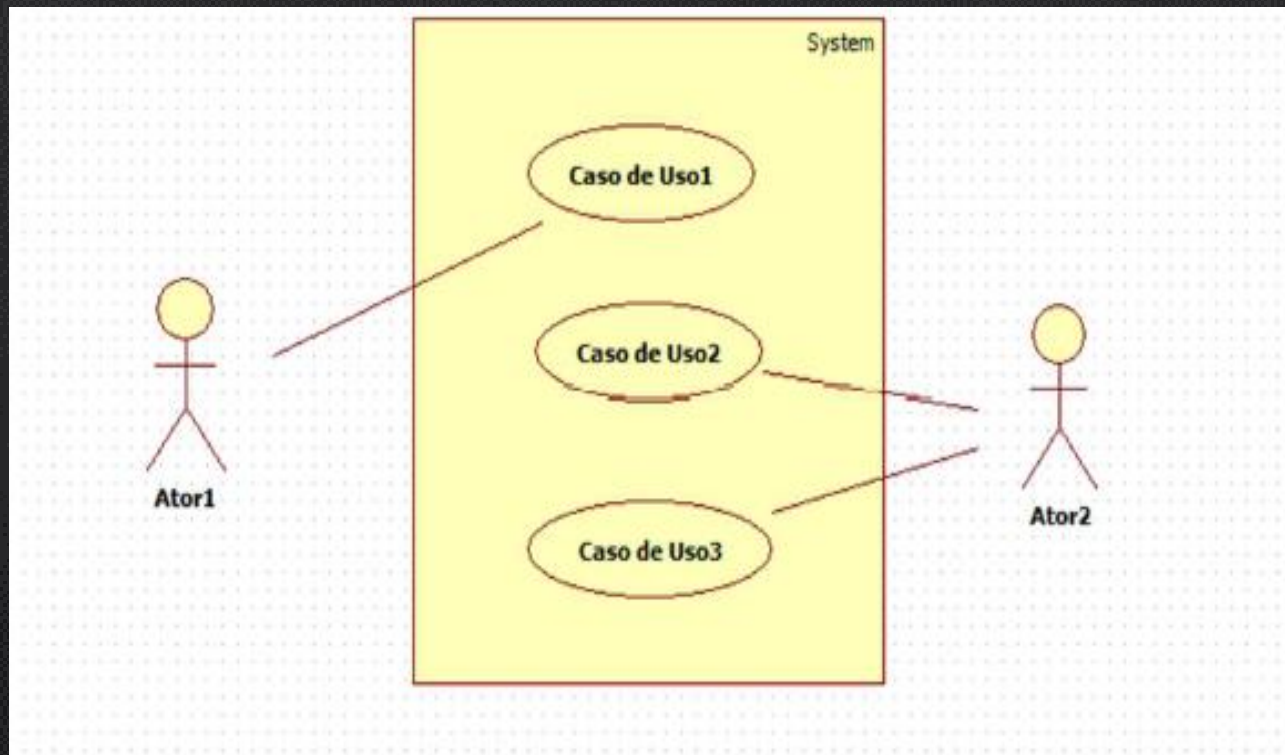 System
Caso de Uso1
Caso de Uso2
Caso de Uso3
Ator1
Ator2